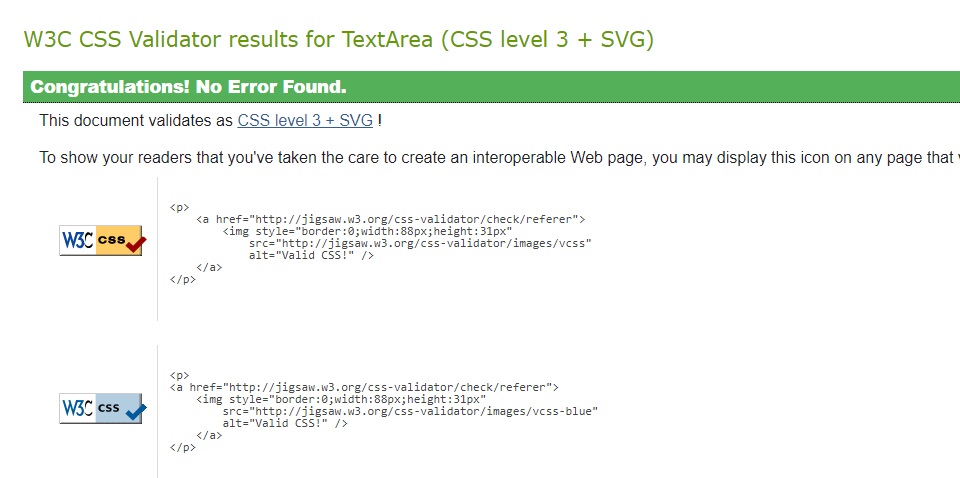 W3C CSS Validator results for TextArea (CSS level 3 + SVG)
Congratulations! No Error Found.
This document validates as CSS level 3 + SVG !
To show your readers that you've taken the care to create an interoperable Web page, you may display this icon on any page that
W3C css
<p>
<a href="http://jigsaw.w3.org/css-validator/check/referer">
<img style="border:0;width:88px;height:31px"
src="http://jigsaw.w3.org/css-validator/images/vcss"
alt="Valid CSS!" />
</a>
</p>
W3C css
<p>
<a href="http://jigsaw.w3.org/css-validator/check/referer">
<img style="border:0;width:88px;height:31px"
src="http://jigsaw.w3.org/css-validator/images/vcss-blue"
alt="Valid CSS!" />
</a>
</p>